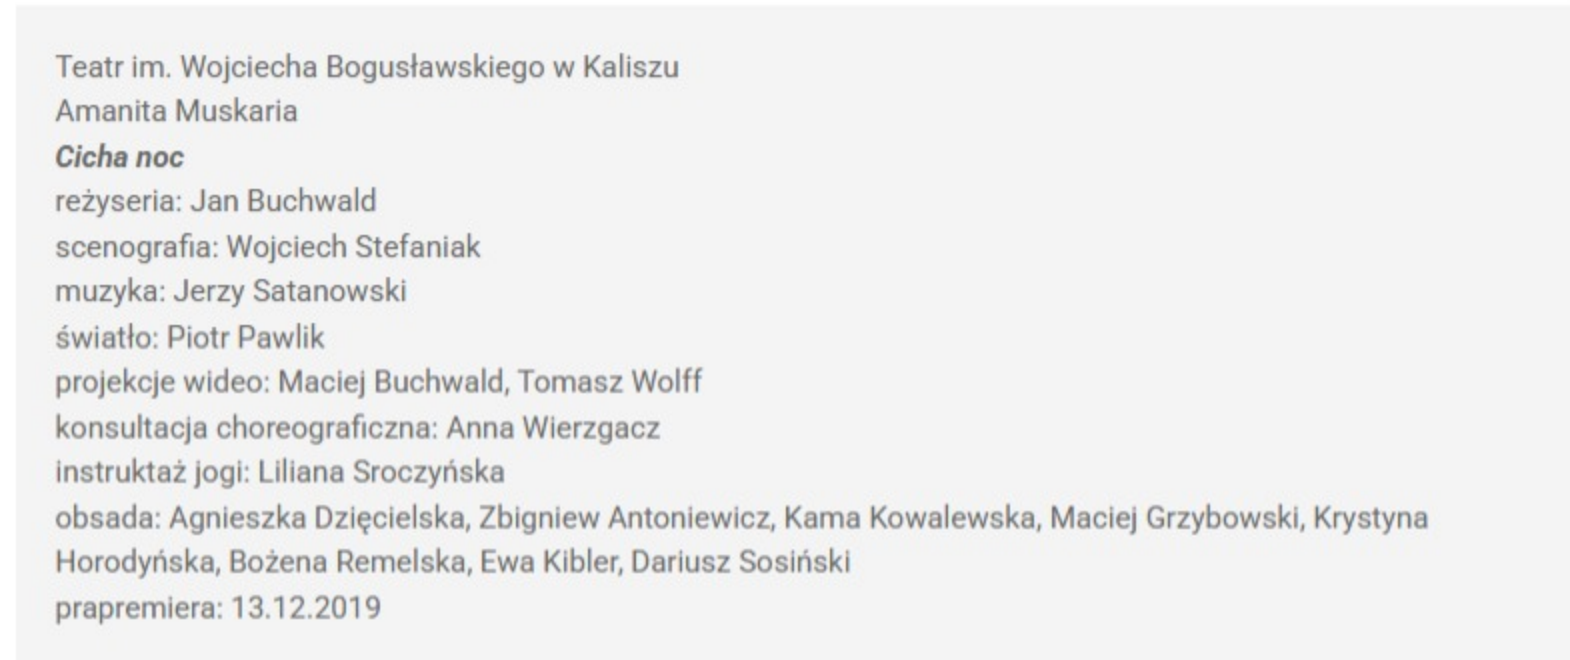 Teatr im. Wojciecha Bogusławskiego w Kaliszu
Amanita Muskaria
Cicha noc
reżyseria: Jan Buchwald
scenografia: Wojciech Stefaniak
muzyka: Jerzy Satanowski
światło: Piotr Pawlik
projekcje wideo: Maciej Buchwald, Tomasz Wolff
konsultacja choreograficzna: Anna Wierzgacz
instruktaż jogi: Liliana Sroczyńska
obsada: Agnieszka Dzięcielska, Zbigniew Antoniewicz, Kama Kowalewska, Maciej Grzybowski, Krystyna
Horodyńska, Bożena Remelska, Ewa Kibler, Dariusz Sosiński
prapremiera: 13.12.2019